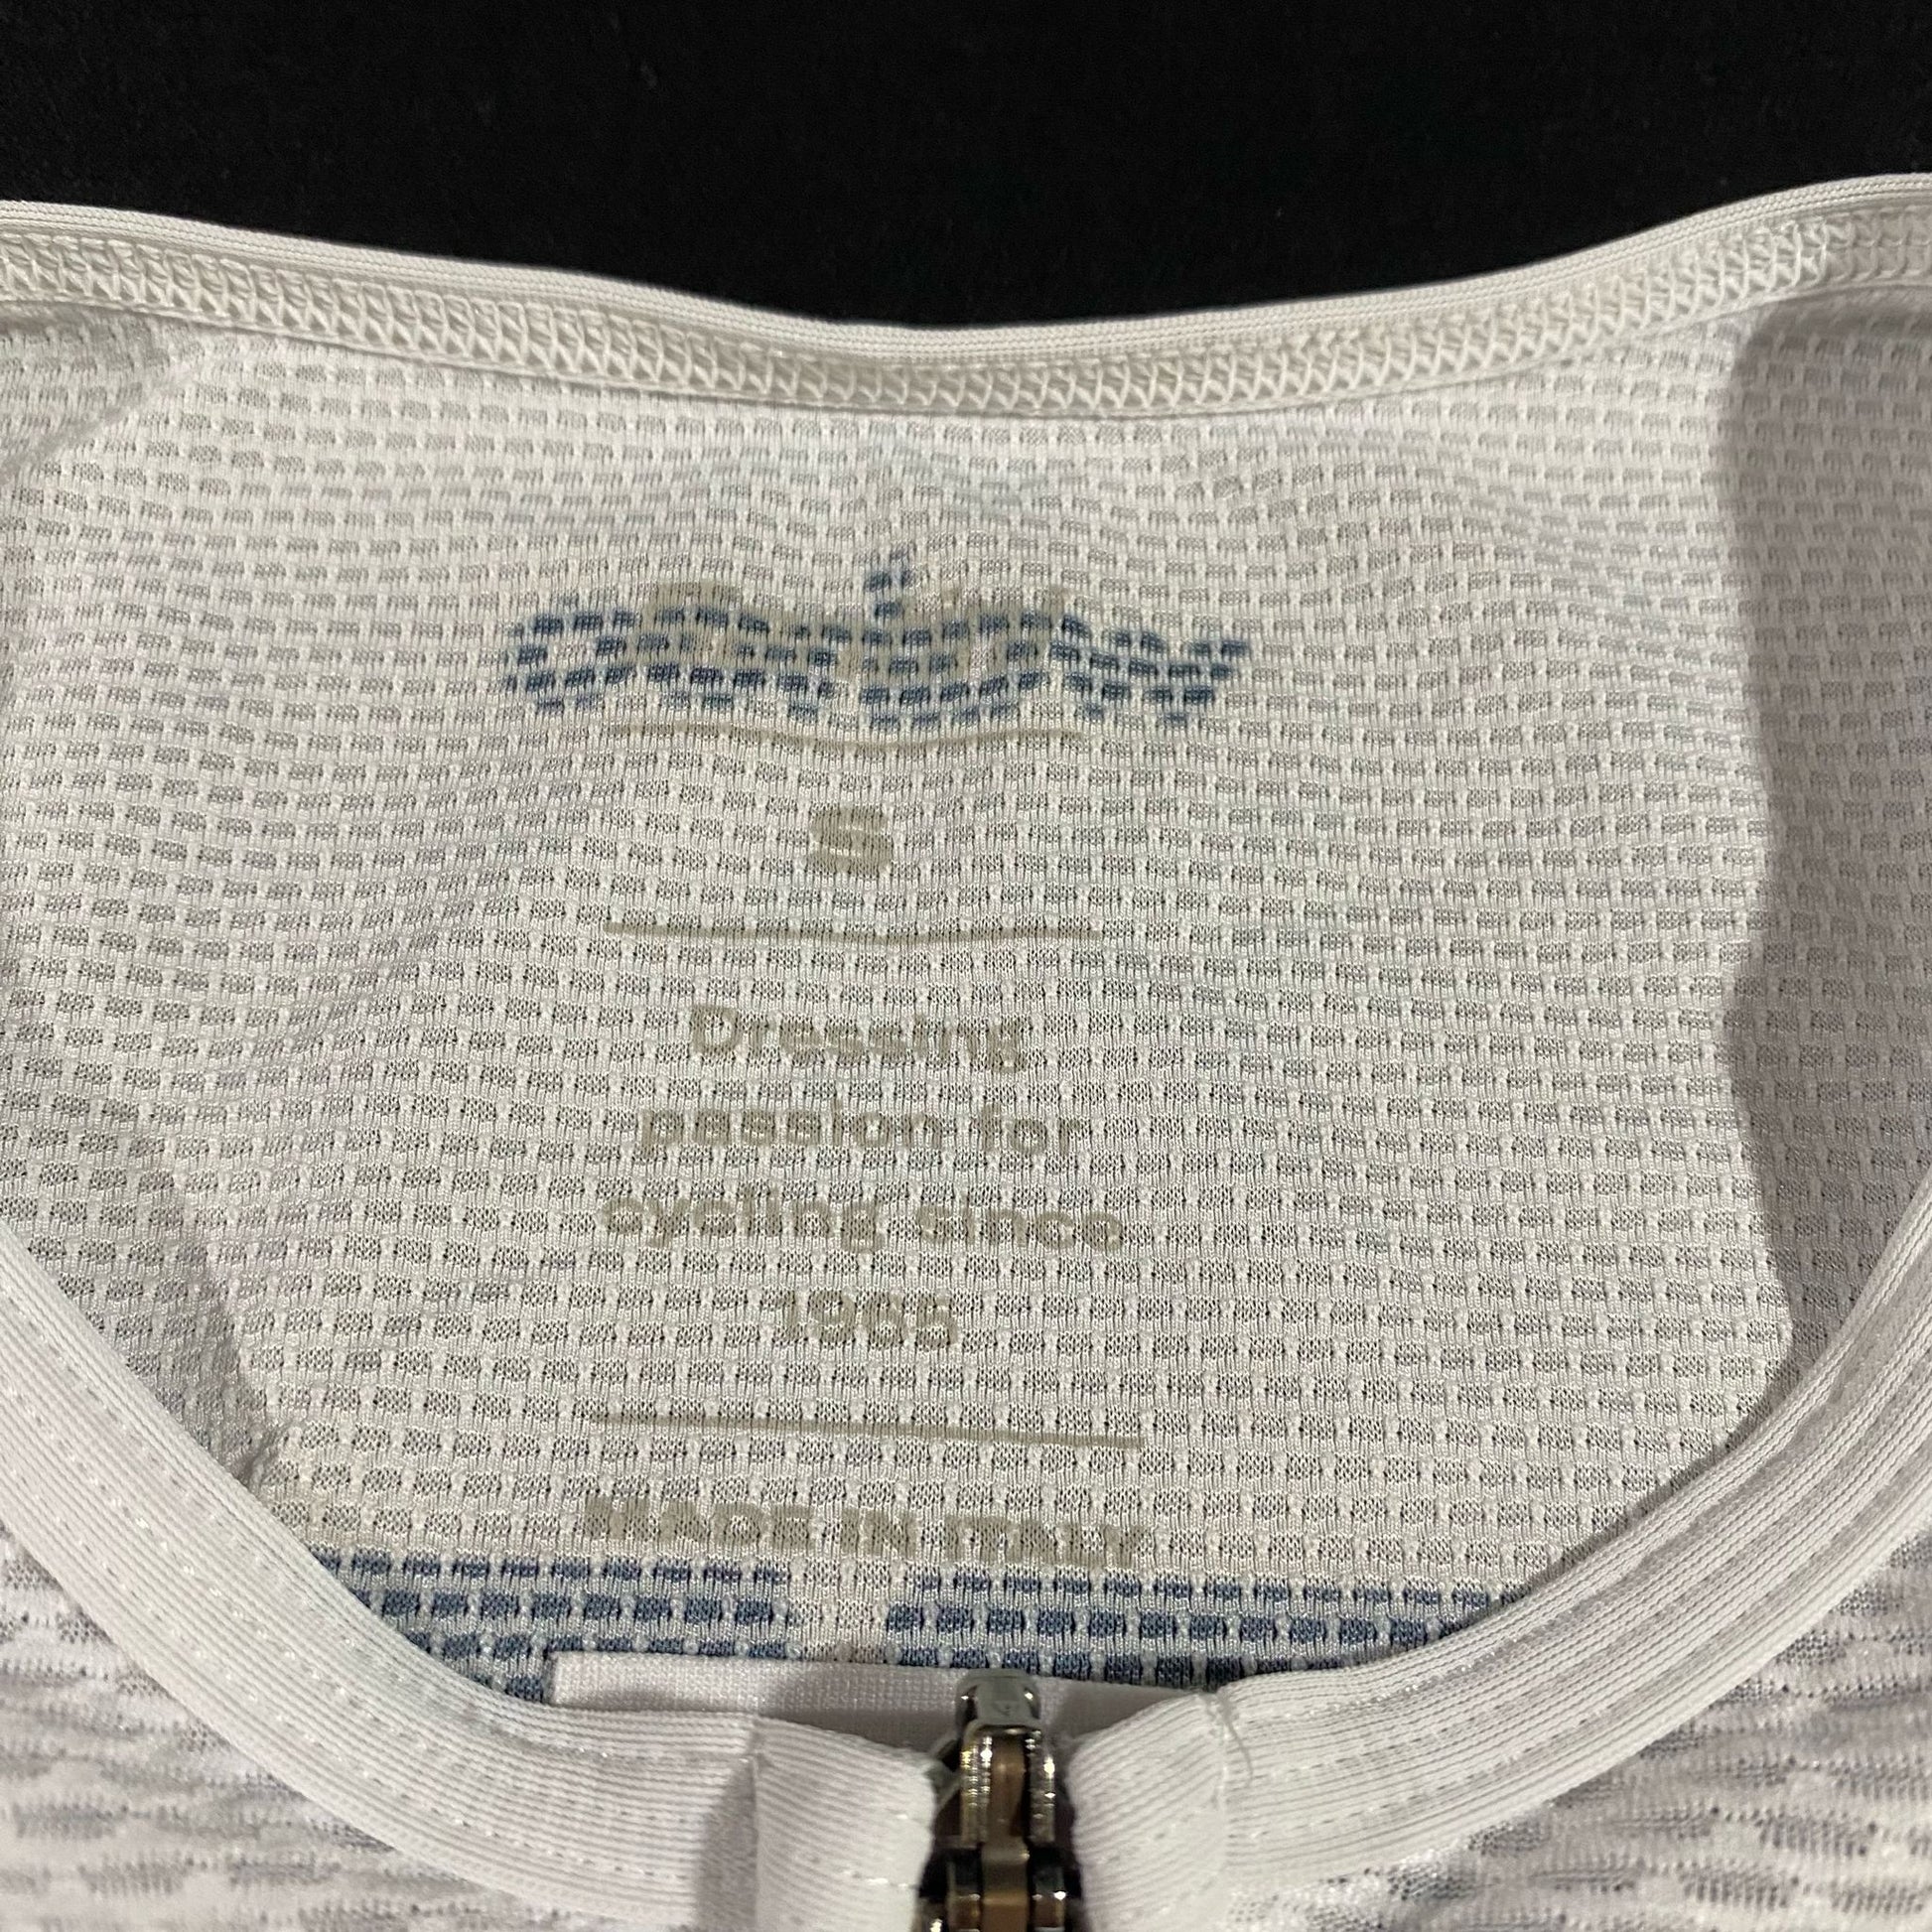 S
Dressing
passion for
cycling since
1965
MADE IN ITALY